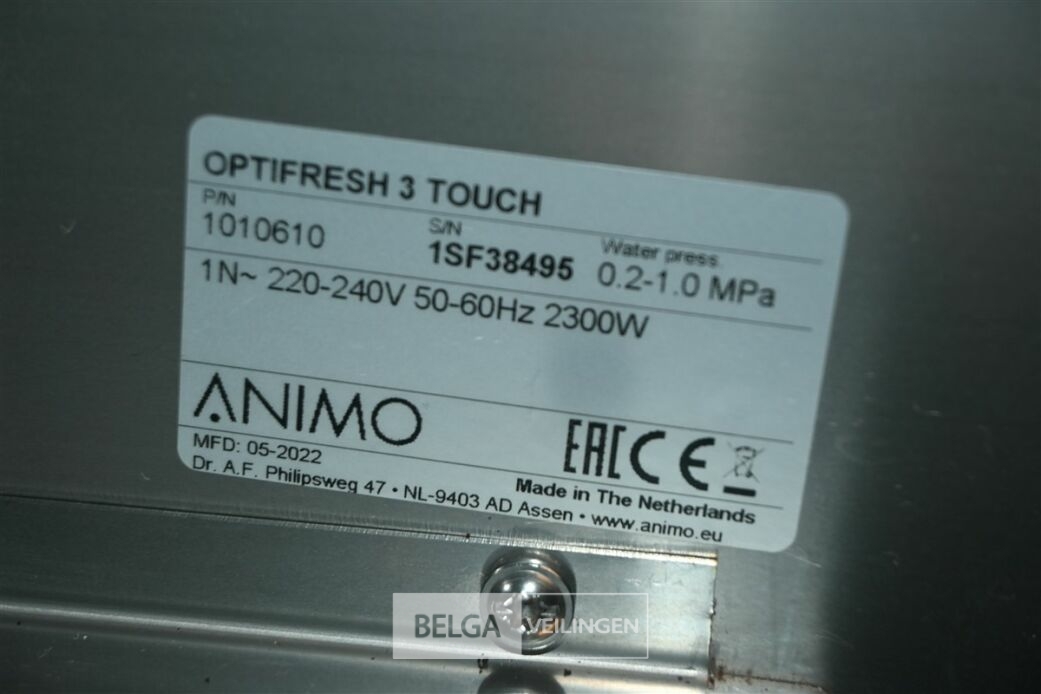 OPTIFRESH 3 TOUCH
P/N S/N Water press.
1010610 1SF38495 0.2-1.0 MPa
1N~ 220-240V 50-60Hz 2300W
ANIMO
EAC CE
MFD: 05-2022 Made in The Netherlands
Dr. A.F. Philipsweg 47 • NL-9403 AD Assen • www.animo.eu
BELGA VEILINGEN